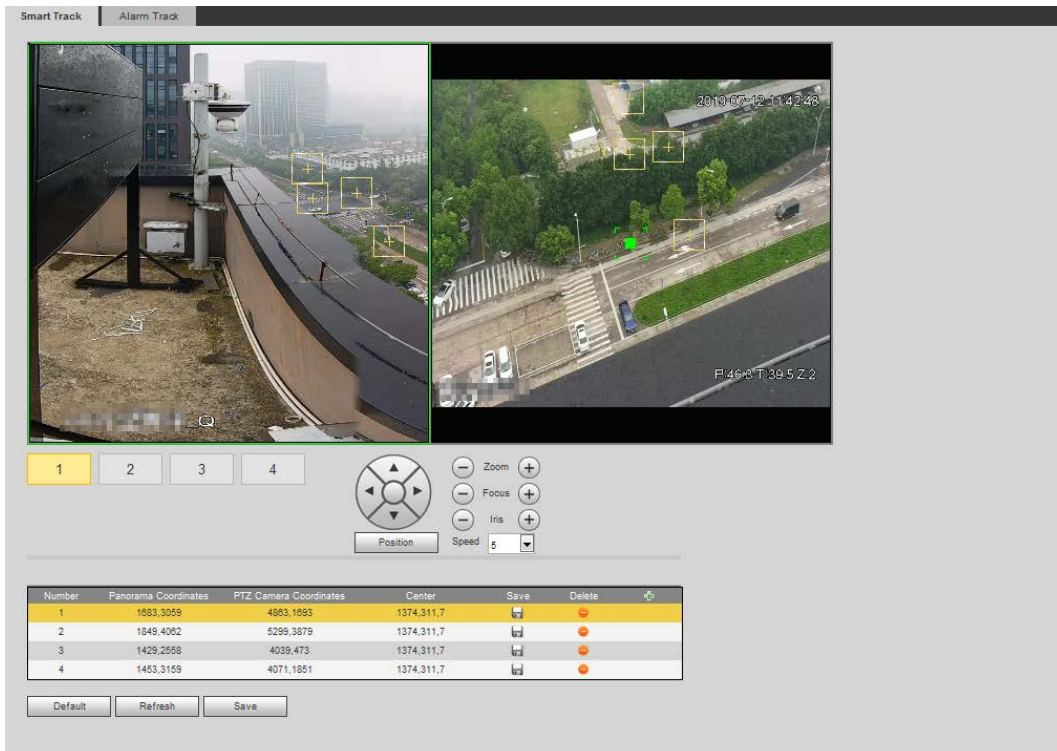 Smart Track Alarm Track
2019-07-12 11:42:48
P:46.3 T:39.5 Z:2
Q
1 2 3 4
Zoom
Focus
Iris
Position Speed 5
Number Panorama Coordinates PTZ Camera Coordinates Center Save Delete
1 1683,3059 4863,1693 1374,311,7
2 1849,4062 5299,3879 1374,311,7
3 1429,2558 4039,473 1374,311,7
4 1453,3159 4071,1851 1374,311,7
Default Refresh Save